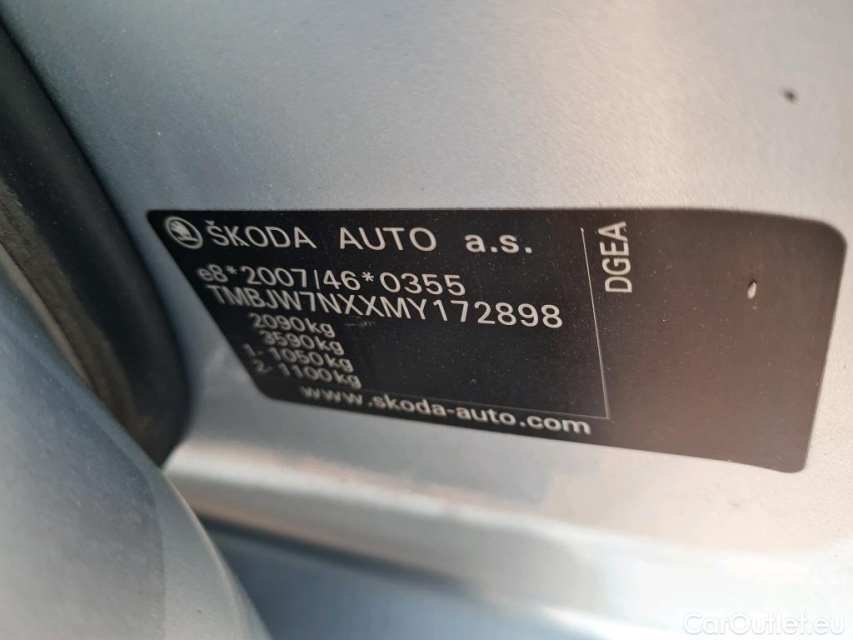 ŠKODA AUTO a.s.
e8*2007/46*0355
TMBJW7NXXMY172898
2090kg
3590kg
1- 1050kg
2- 1100kg
www.skoda-auto.com
DGEA
CarOutlet.eu